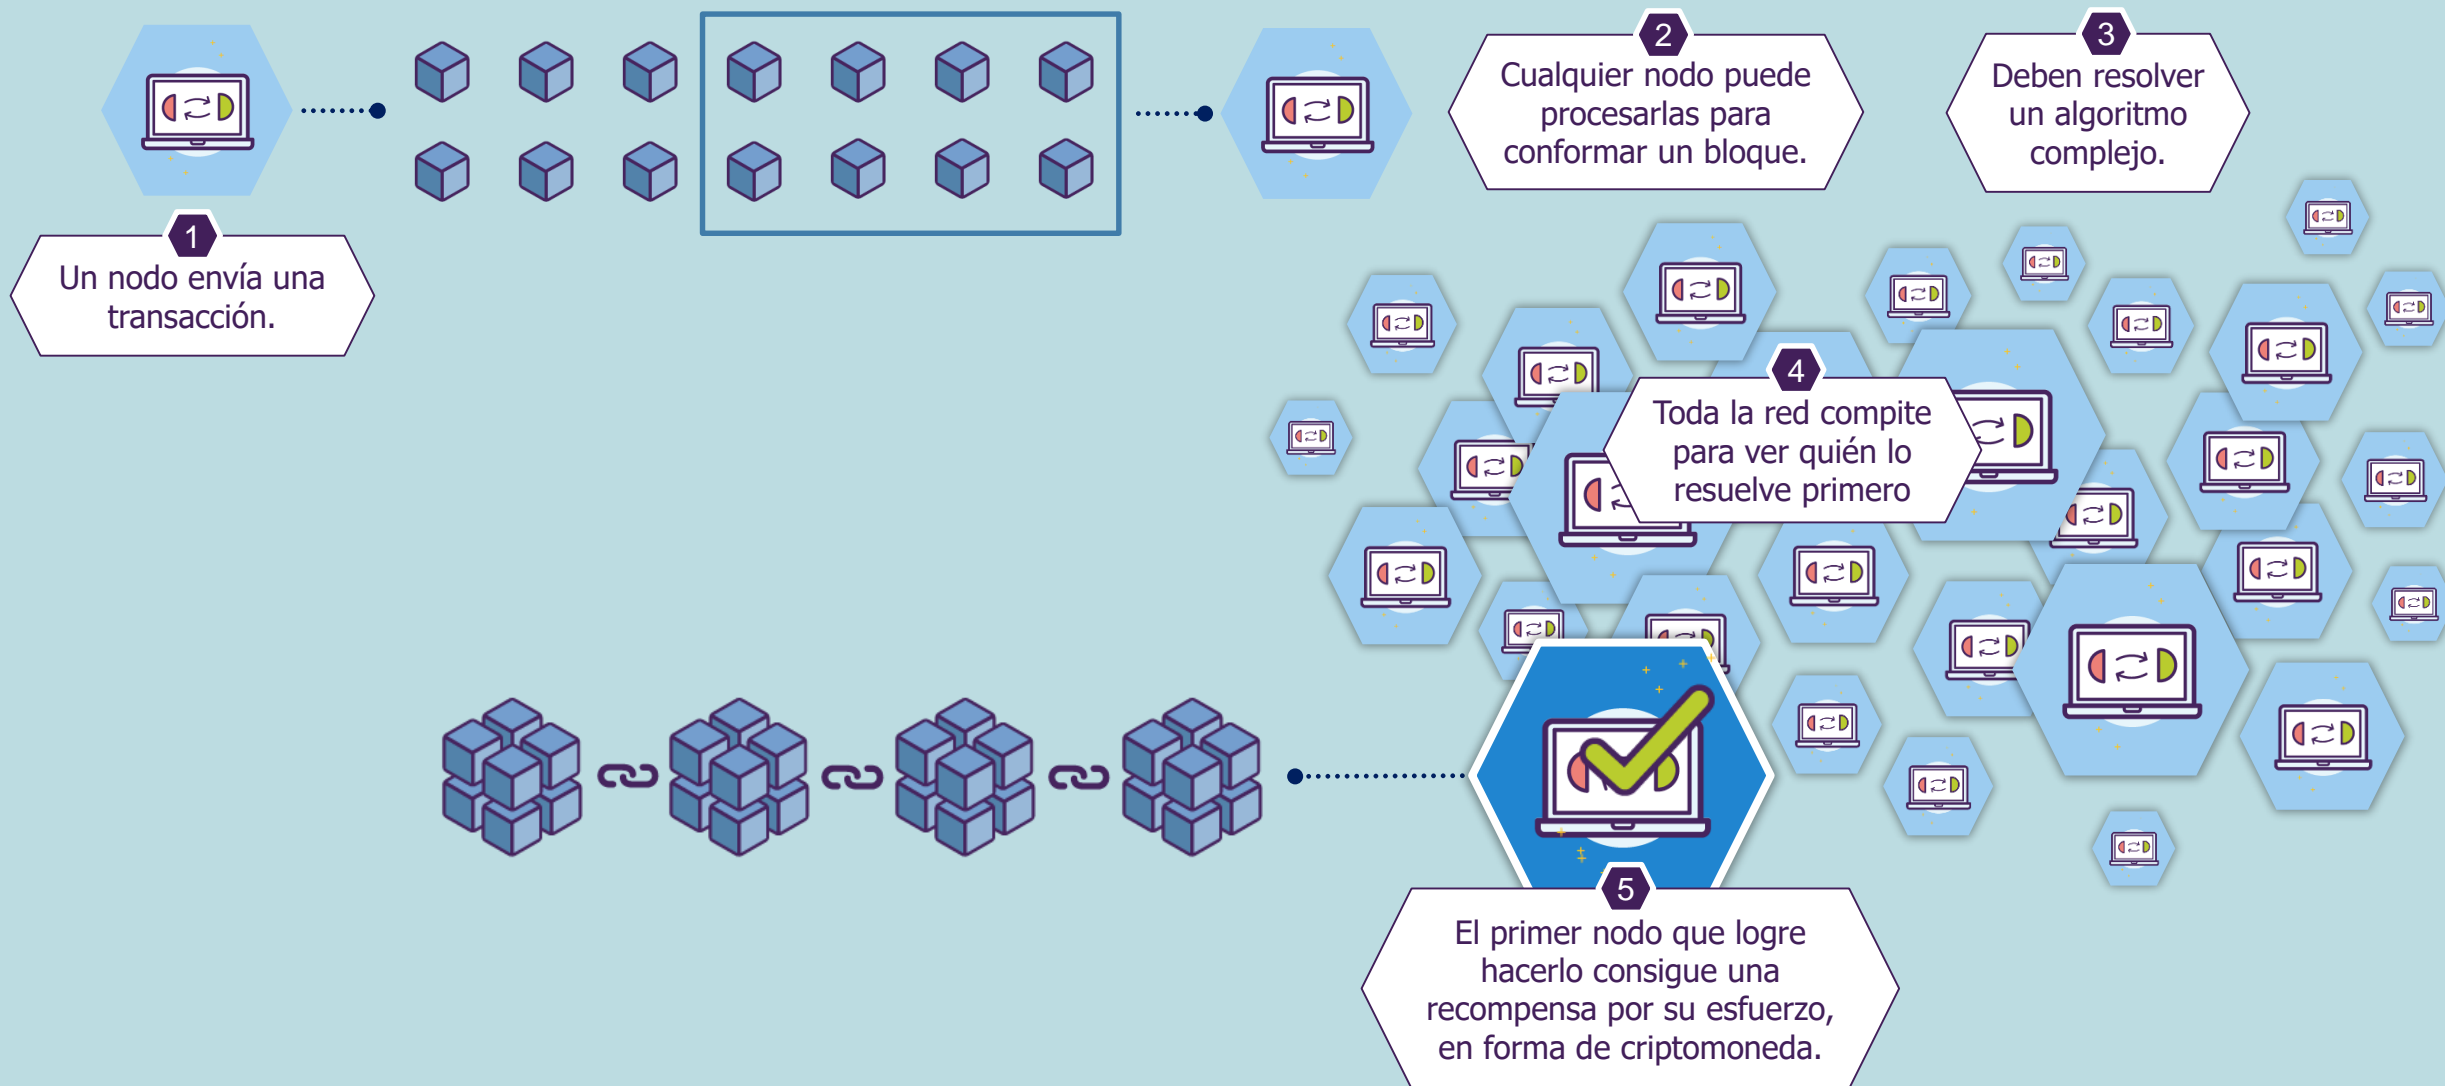 1
Un nodo envía una
transacción.
2
Cualquier nodo puede
procesarlas para
conformar un bloque.
3
Deben resolver
un algoritmo
complejo.
4
Toda la red compite
para ver quién lo
resuelve primero
5
El primer nodo que logre
hacerlo consigue una
recompensa por su esfuerzo,
en forma de criptomoneda.